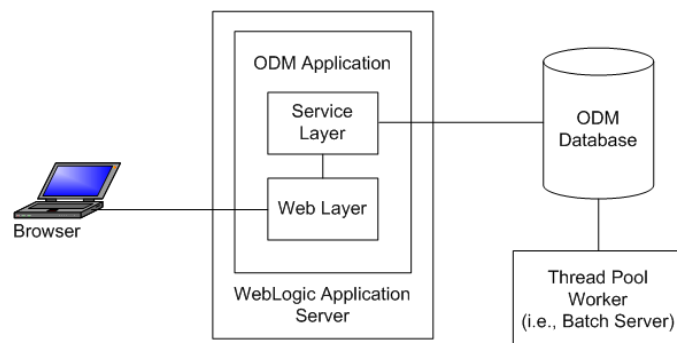 ODM Application
Service
Layer
Web Layer
WebLogic Application
Server
Browser
ODM
Database
Thread Pool
Worker
(i.e., Batch Server)